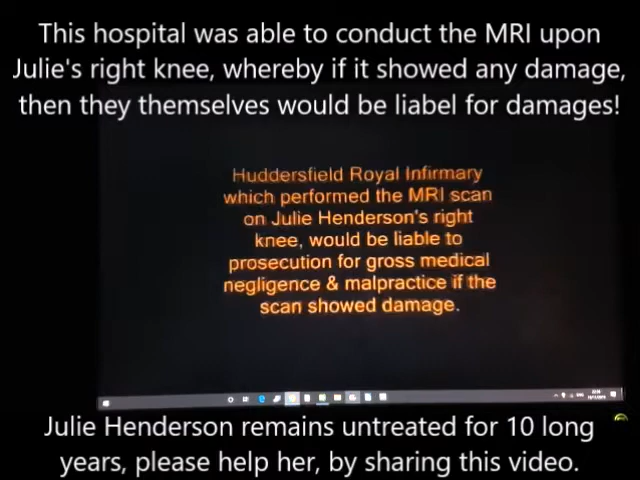 This hospital was able to conduct the MRI upon
Julie's right knee, whereby if it showed any damage,
then they themselves would be liabel for damages!
Huddersfield Royal Infirmary
which performed the MRI scan
on Julie Henderson's right
knee, would be liable to
prosecution for gross medical
negligence & malpractice if the
scan showed damage.
Julie Henderson remains untreated for 10 long
years, please help her, by sharing this video.